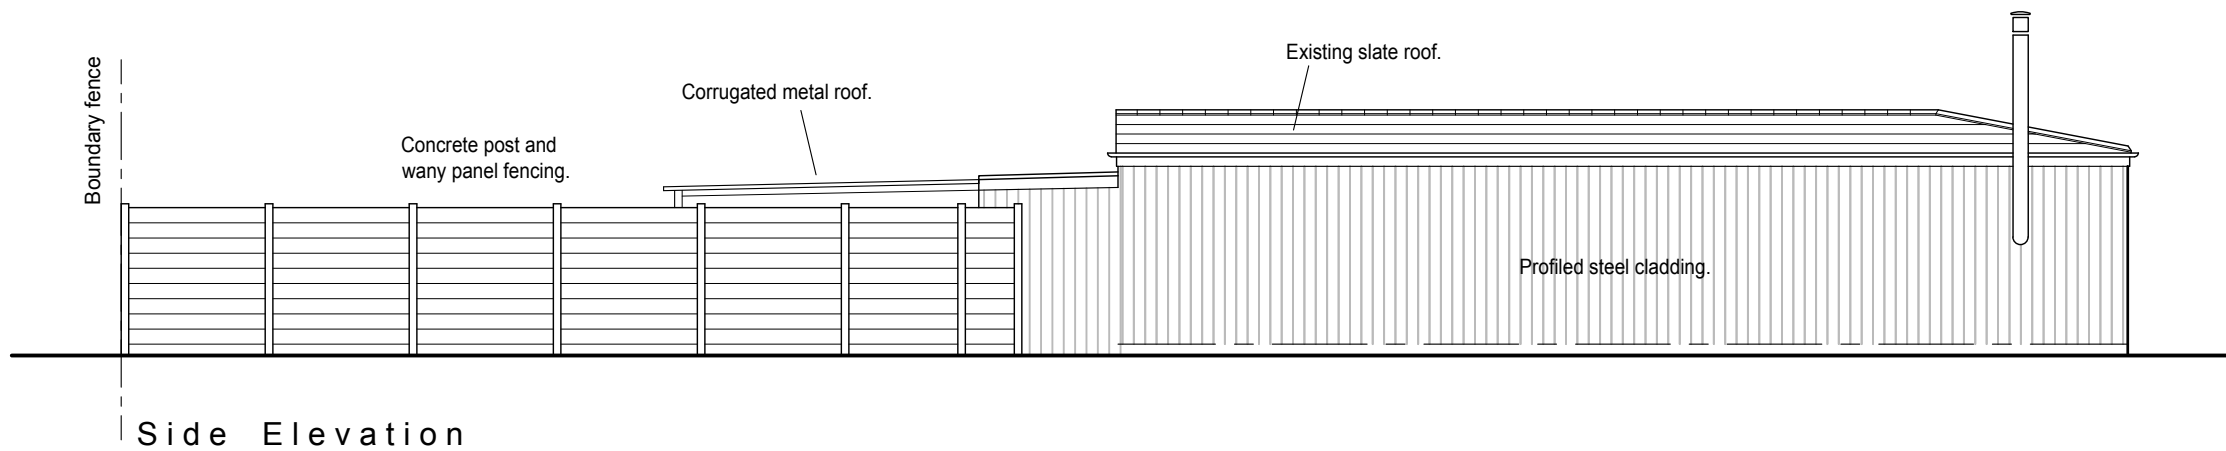 Boundary fence
Concrete post and
wany panel fencing.
Corrugated metal roof.
Existing slate roof.
Profiled steel cladding.
Side Elevation